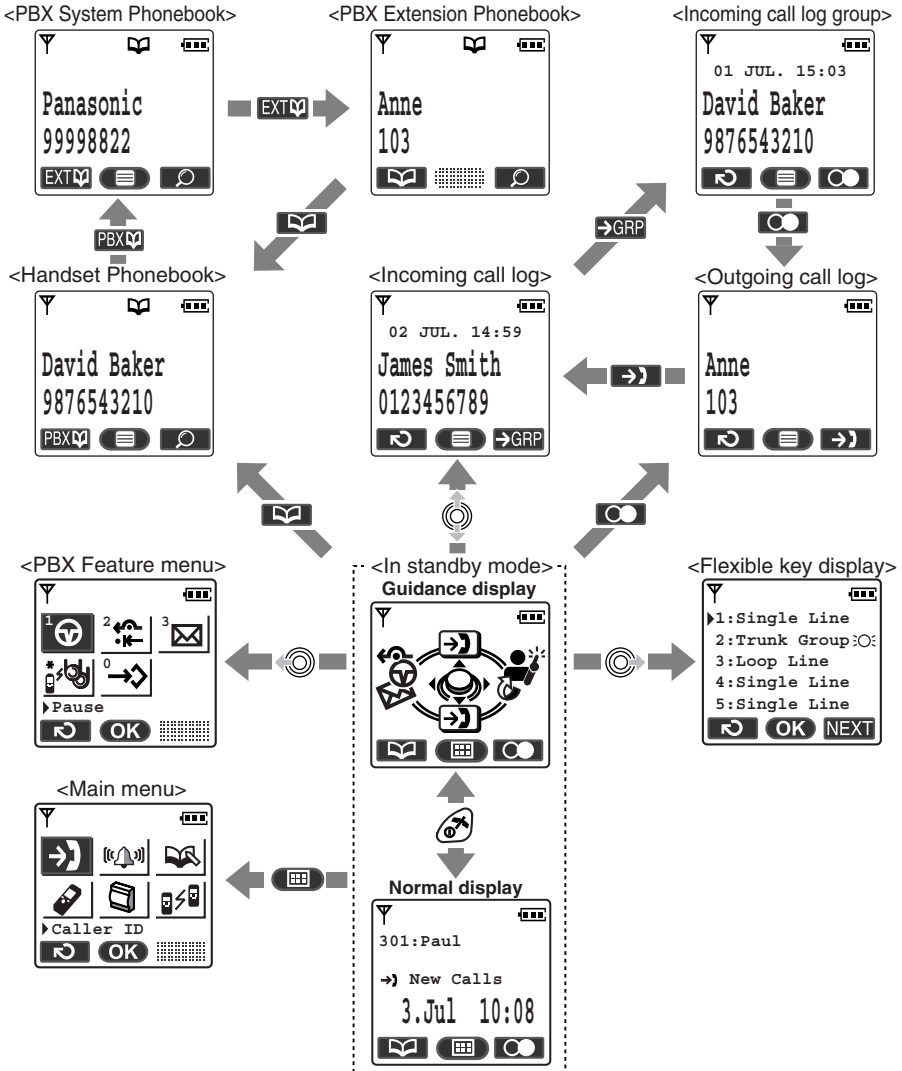 <PBX System Phonebook>
<PBX Extension Phonebook>
<Incoming call log group>
Panasonic
99998822
EXT
EXT
Anne
103
01 JUL. 15:03
David Baker
9876543210
PBX
→GRP
<Handset Phonebook>
<Incoming call log>
<Outgoing call log>
David Baker
9876543210
PBX
02 JUL. 14:59
James Smith
0123456789
→GRP
Anne
103
<PBX Feature menu>
1
2
3
*
0
Pause
OK
<In standby mode>
Guidance display
<Flexible key display>
1:Single Line
2:Trunk Group
3:Loop Line
4:Single Line
5:Single Line
OK NEXT
<Main menu>
Caller ID
OK
Normal display
301:Paul
New Calls
3.Jul 10:08